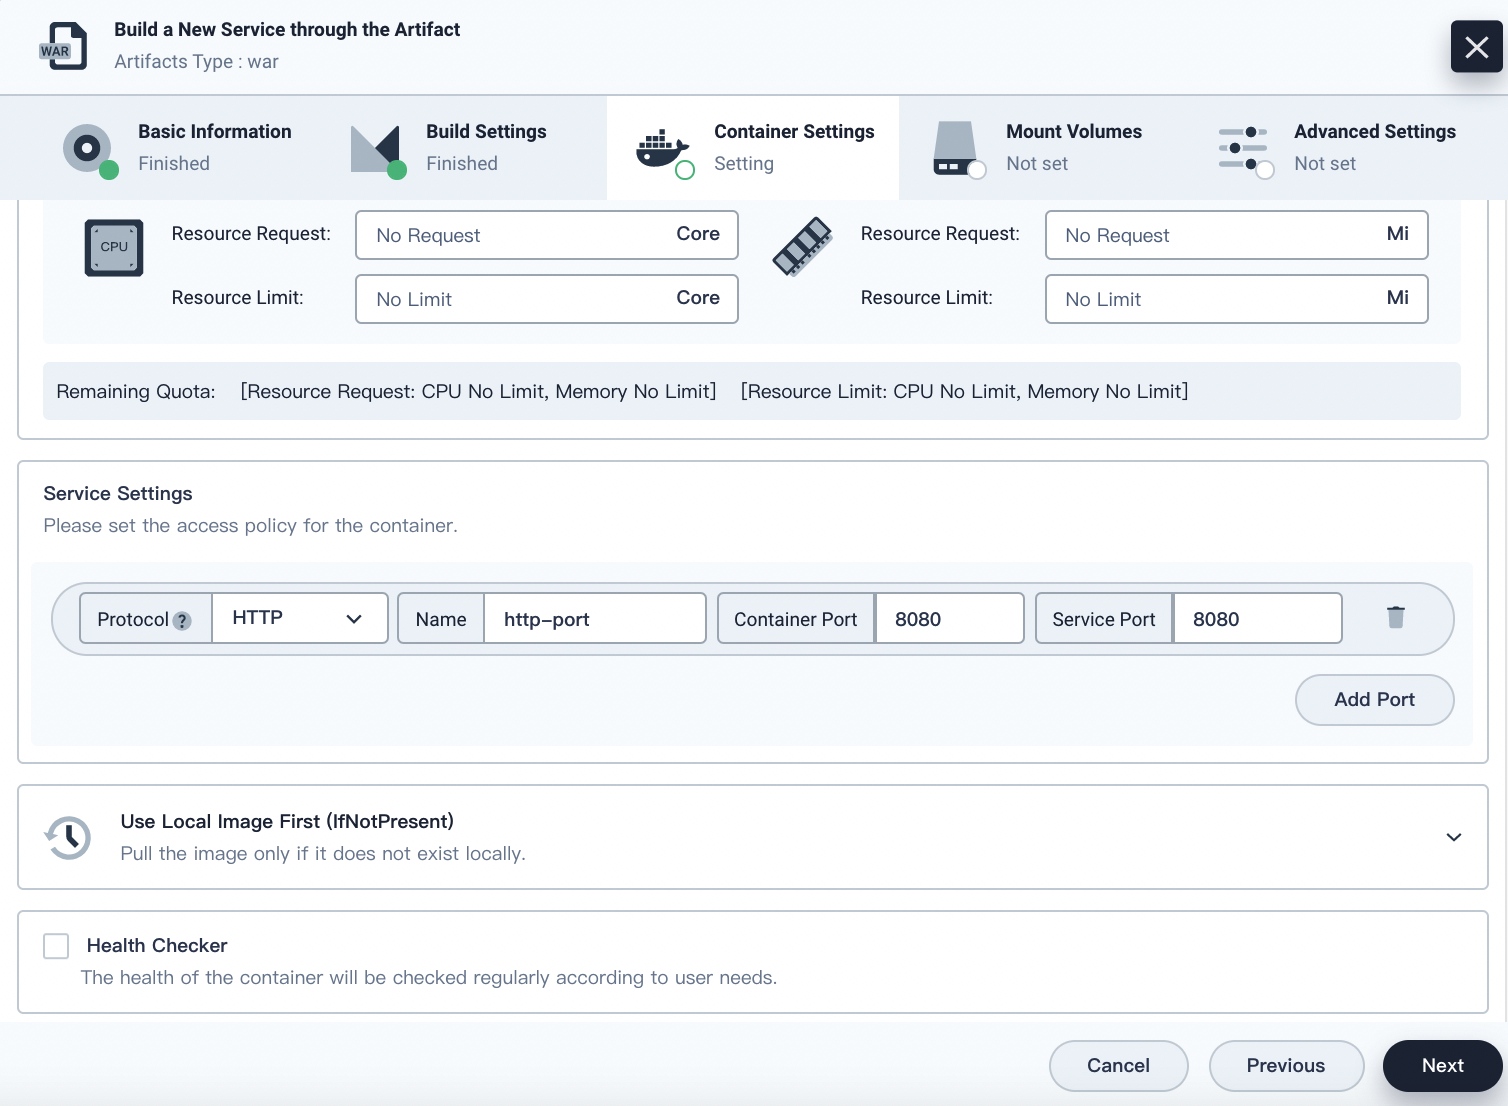 Build a New Service through the Artifact
WAR
Artifacts Type : war
Basic Information
Finished
Build Settings
Finished
Container Settings
Setting
Mount Volumes
Not set
Advanced Settings
Not set
CPU
Resource Request:
No Request
Core
Resource Limit:
No Limit
Core
Resource Request:
No Request
Mi
Resource Limit:
No Limit
Mi
Remaining Quota: [Resource Request: CPU No Limit, Memory No Limit] [Resource Limit: CPU No Limit, Memory No Limit]
Service Settings
Please set the access policy for the container.
Protocol ? HTTP Name http-port Container Port 8080 Service Port 8080
Add Port
Use Local Image First (IfNotPresent)
Pull the image only if it does not exist locally.
Health Checker
The health of the container will be checked regularly according to user needs.
Cancel Previous Next